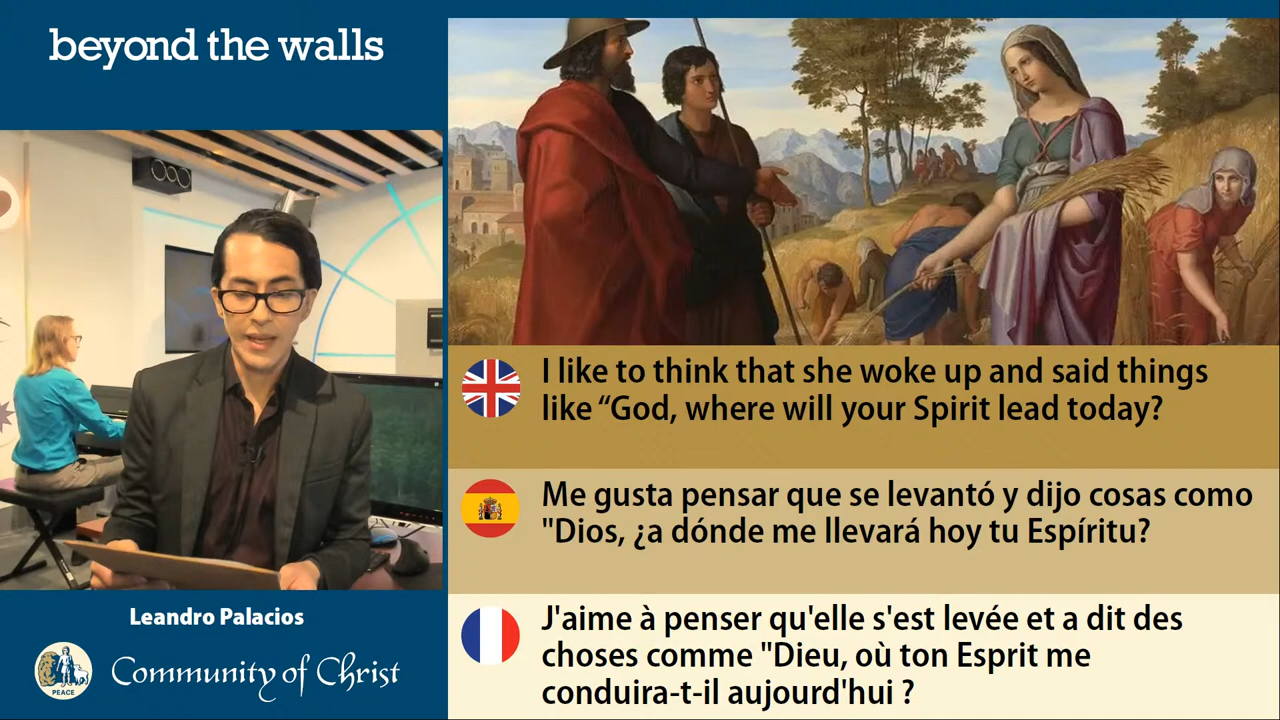 beyond the walls
I like to think that she woke up and said things
like “God, where will your Spirit lead today?
Me gusta pensar que se levantó y dijo cosas como
"Dios, ¿a dónde me llevará hoy tu Espíritu?
J'aime à penser qu'elle s'est levée et a dit des
choses comme "Dieu, où ton Esprit me
conduira-t-il aujourd'hui ?
Leandro Palacios
PEACE
Community of Christ